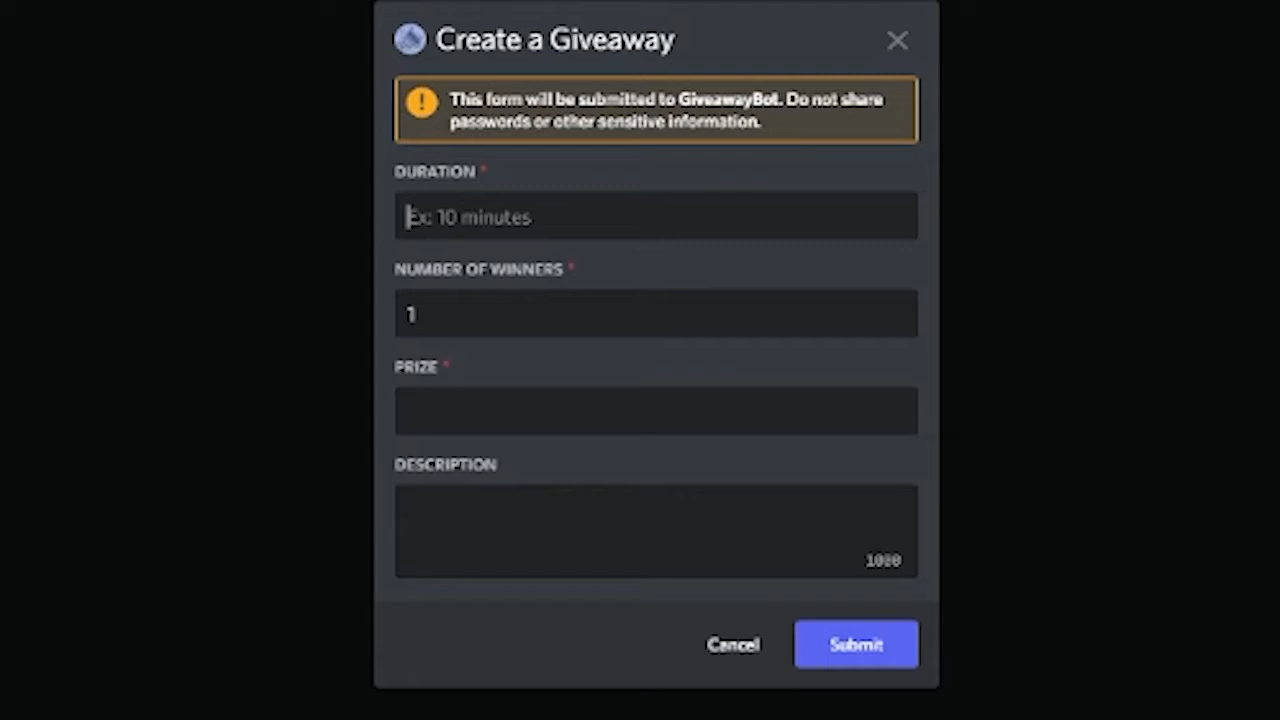 Create a Giveaway
This form will be submitted to GiveawayBot. Do not share
passwords or other sensitive information.
DURATION *
Ex: 10 minutes
NUMBER OF WINNERS *
1
PRIZE *
DESCRIPTION
1000
Cancel Submit